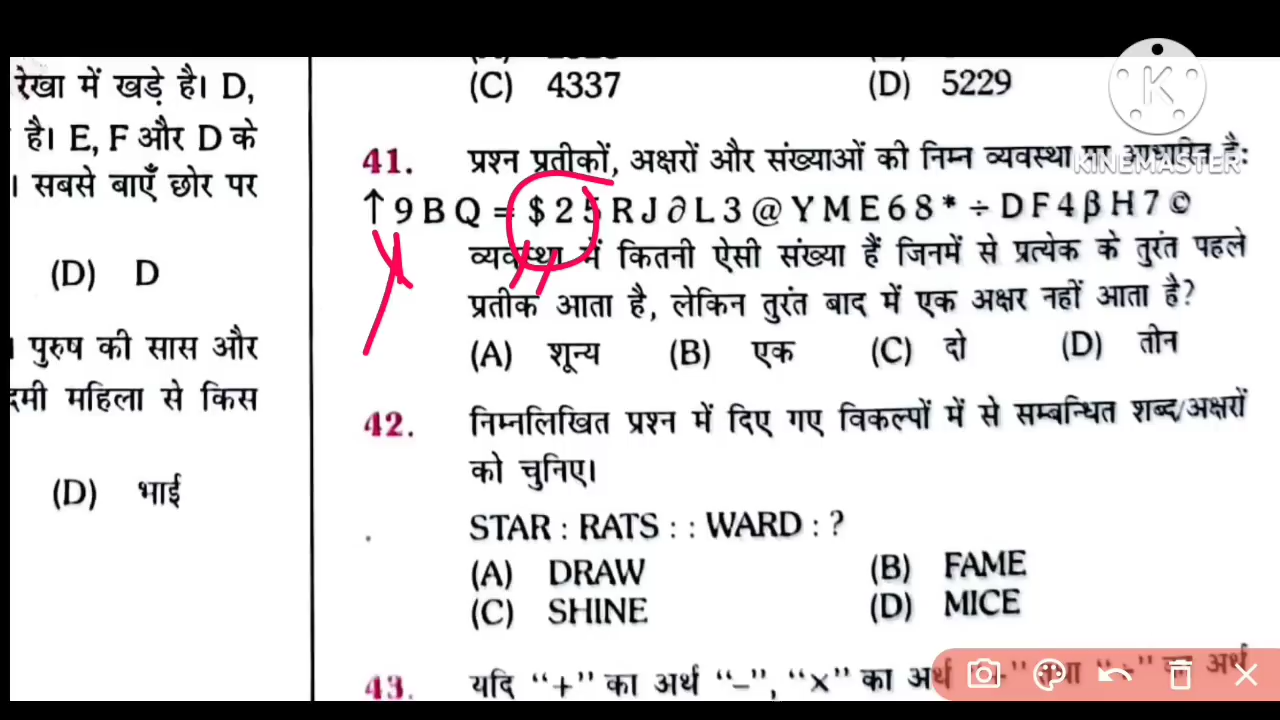 रेखा में खड़े है। D,
है। E, F और D के
। सबसे बाएँ छोर पर
(D) D
पुरुष की सास और
महिला से किस
(D) भाई
(C) 4337 (D) 5229
41. प्रश्न प्रतीकों, अक्षरों और संख्याओं की निम्न व्यवस्था पर आधारित है:
↑ 9 B Q = $ 2 5 R J ∂ L 3 @ Y M E 6 8 * ÷ D F 4 β H 7 ©
व्यवस्था में कितनी ऐसी संख्या हैं जिनमें से प्रत्येक के तुरंत पहले
प्रतीक आता है, लेकिन तुरंत बाद में एक अक्षर नहीं आता है?
(A) शून्य (B) एक (C) दो (D) तीन
42. निम्नलिखित प्रश्न में दिए गए विकल्पों में से सम्बन्धित शब्द/अक्षरों
को चुनिए।
STAR : RATS : : WARD : ?
(A) DRAW (B) FAME
(C) SHINE (D) MICE
43. यदि “+” का अर्थ “–”, “×” का अर्थ तथा का अर्थ
K
KINEMASTER